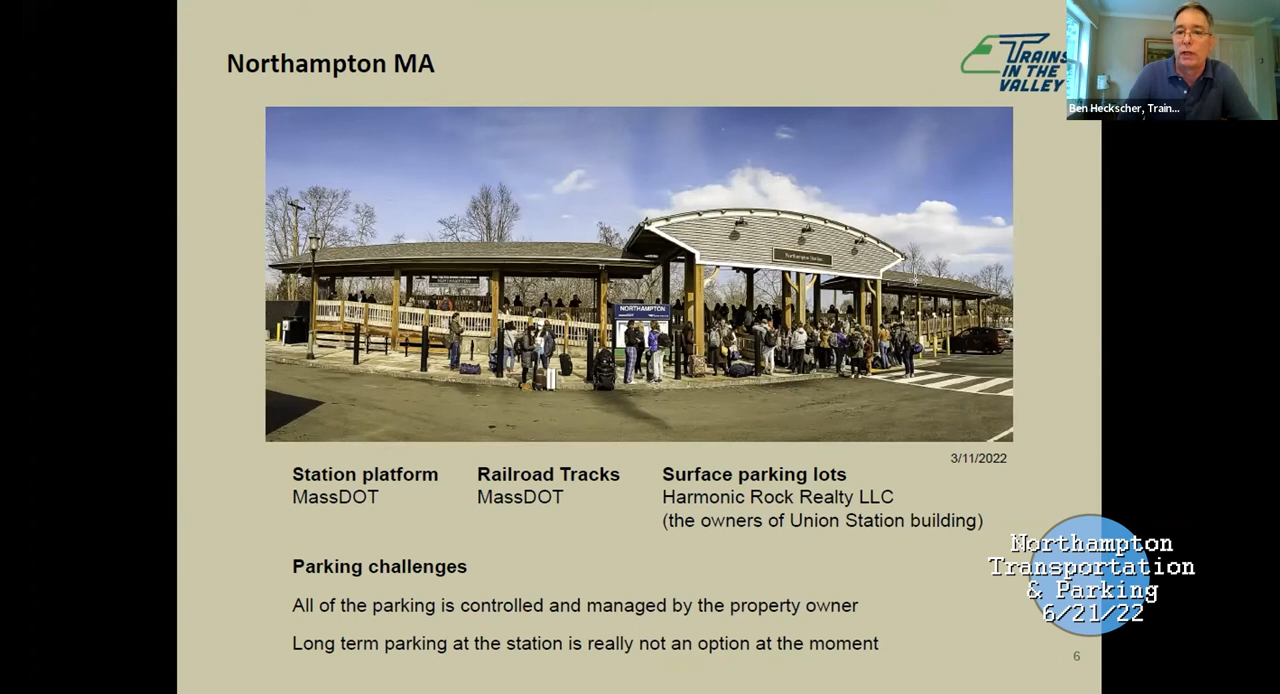 Northampton MA
TRAINS
IN THE
VALLEY
Ben Heckscher, Train...
Northampton Station
NORTHAMPTON
NORTHAMPTON
3/11/2022
Station platform
MassDOT
Railroad Tracks
MassDOT
Surface parking lots
Harmonic Rock Realty LLC
(the owners of Union Station building)
Parking challenges
All of the parking is controlled and managed by the property owner
Long term parking at the station is really not an option at the moment
Northampton
Transportation
& Parking
6/21/22
6